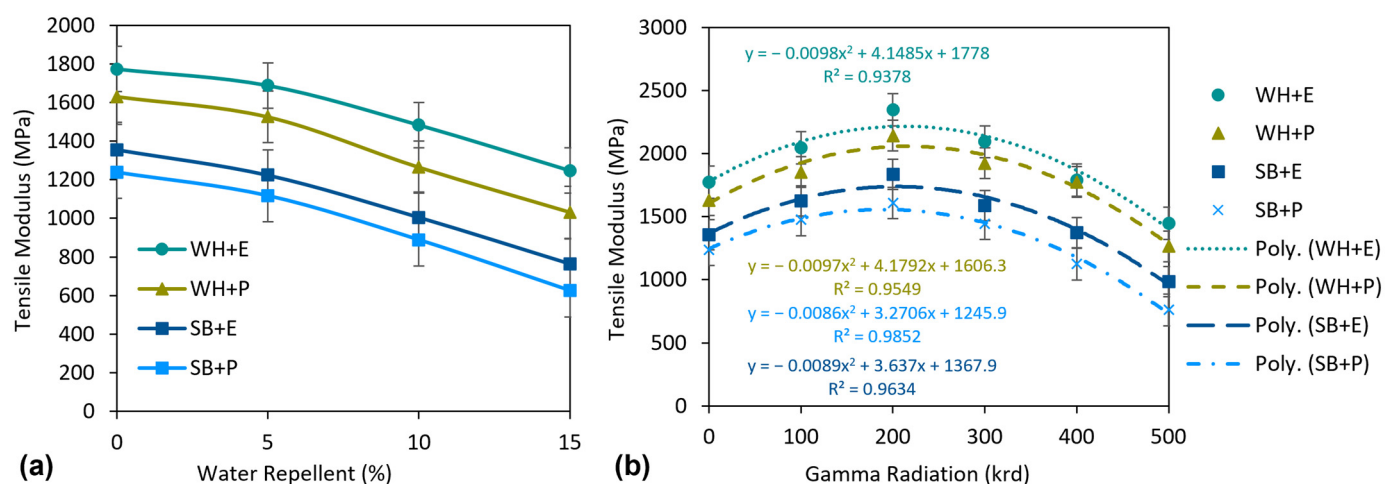 2000
1800
1600
1400
1200
1000
800
600
400
200
0
Tensile Modulus (MPa)
WH+E
WH+P
SB+E
SB+P
0 5 10 15
(a) Water Repellent (%)
3000
2500
2000
1500
1000
500
0
Tensile Modulus (MPa)
y = − 0.0098x² + 4.1485x + 1778
R² = 0.9378
y = − 0.0097x² + 4.1792x + 1606.3
R² = 0.9549
y = − 0.0086x² + 3.2706x + 1245.9
R² = 0.9852
y = − 0.0089x² + 3.637x + 1367.9
R² = 0.9634
0 100 200 300 400 500
(b) Gamma Radiation (krd)
WH+E
WH+P
SB+E
SB+P
Poly. (WH+E)
Poly. (WH+P)
Poly. (SB+E)
Poly. (SB+P)